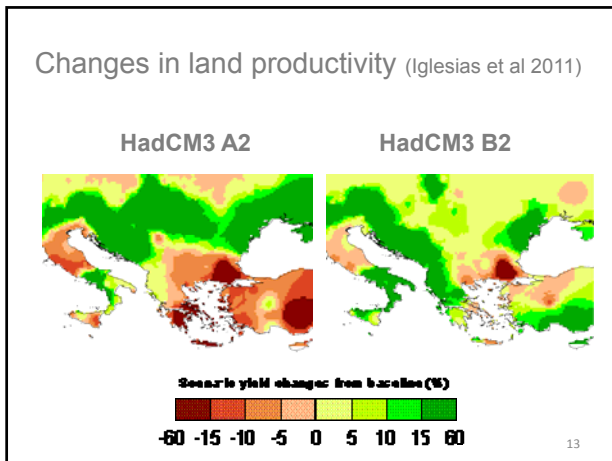 Changes in land productivity (Iglesias et al 2011)
HadCM3 A2 HadCM3 B2
Scenario yield changes from baseline (%)
-60 -15 -10 -5 0 5 10 15 60
13